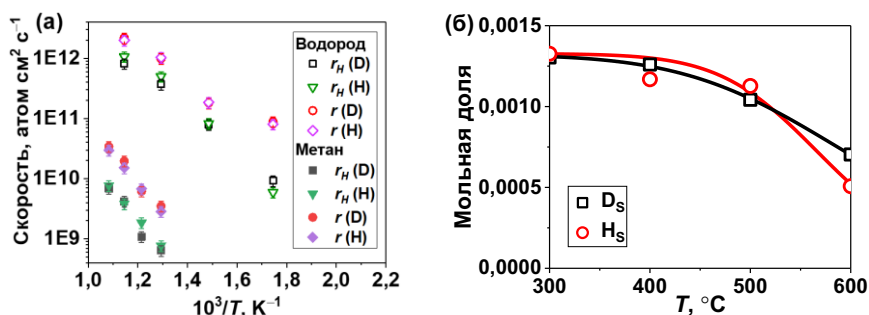 (а)
Скорость, атом см² с⁻¹
1E12
1E11
1E10
1E9
1,0 1,2 1,4 1,6 1,8 2,0 2,2
10³/T, K⁻¹
Водород
r_H (D)
r_H (H)
r (D)
r (H)
Метан
r_H (D)
r_H (H)
r (D)
r (H)
(б)
Мольная доля
0,0015
0,0010
0,0005
0,0000
300 400 500 600
T, °C
D_S
H_S